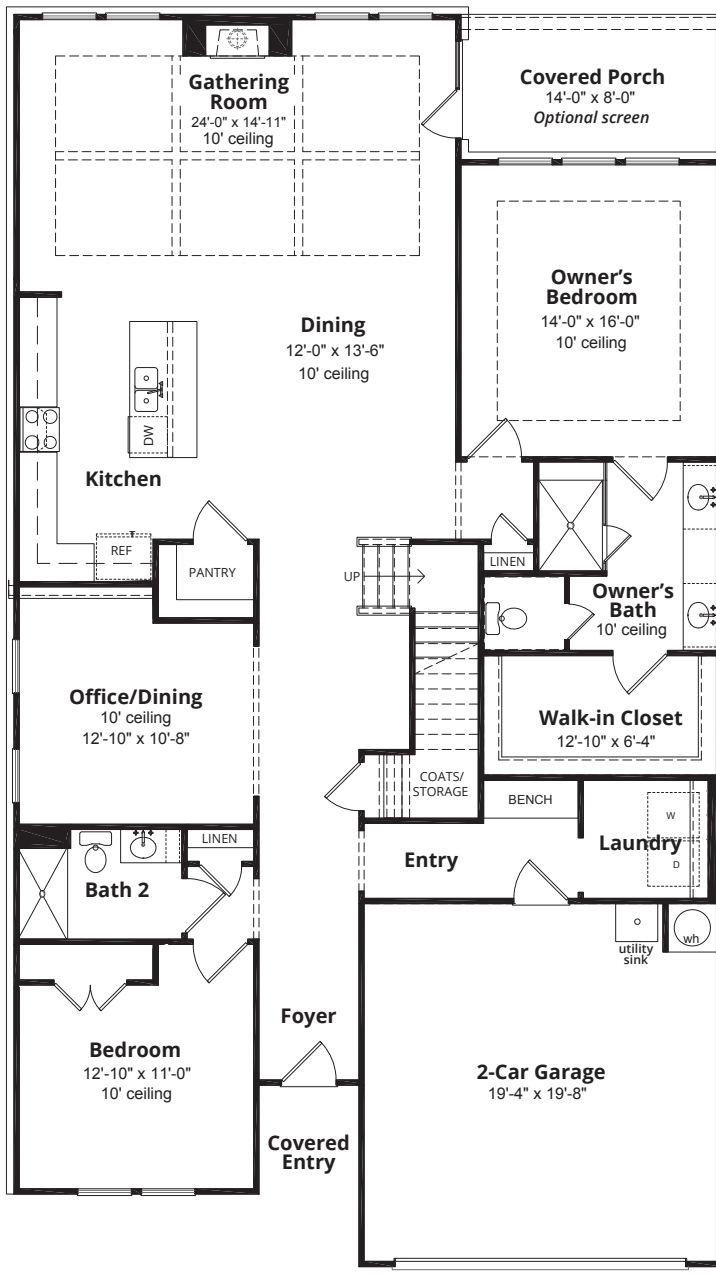 Gathering
Room
24'-0" x 14'-11"
10' ceiling
Covered Porch
14'-0" x 8'-0"
Optional screen
Owner's
Bedroom
14'-0" x 16'-0"
10' ceiling
Dining
12'-0" x 13'-6"
10' ceiling
DW
Kitchen
REF
PANTRY
UP
LINEN
Owner's
Bath
10' ceiling
Office/Dining
10' ceiling
12'-10" x 10'-8"
Walk-in Closet
12'-10" x 6'-4"
COATS/
STORAGE
BENCH
W
Laundry
D
LINEN
Entry
Bath 2
utility
sink
wh
Foyer
Bedroom
12'-10" x 11'-0"
10' ceiling
2-Car Garage
19'-4" x 19'-8"
Covered
Entry